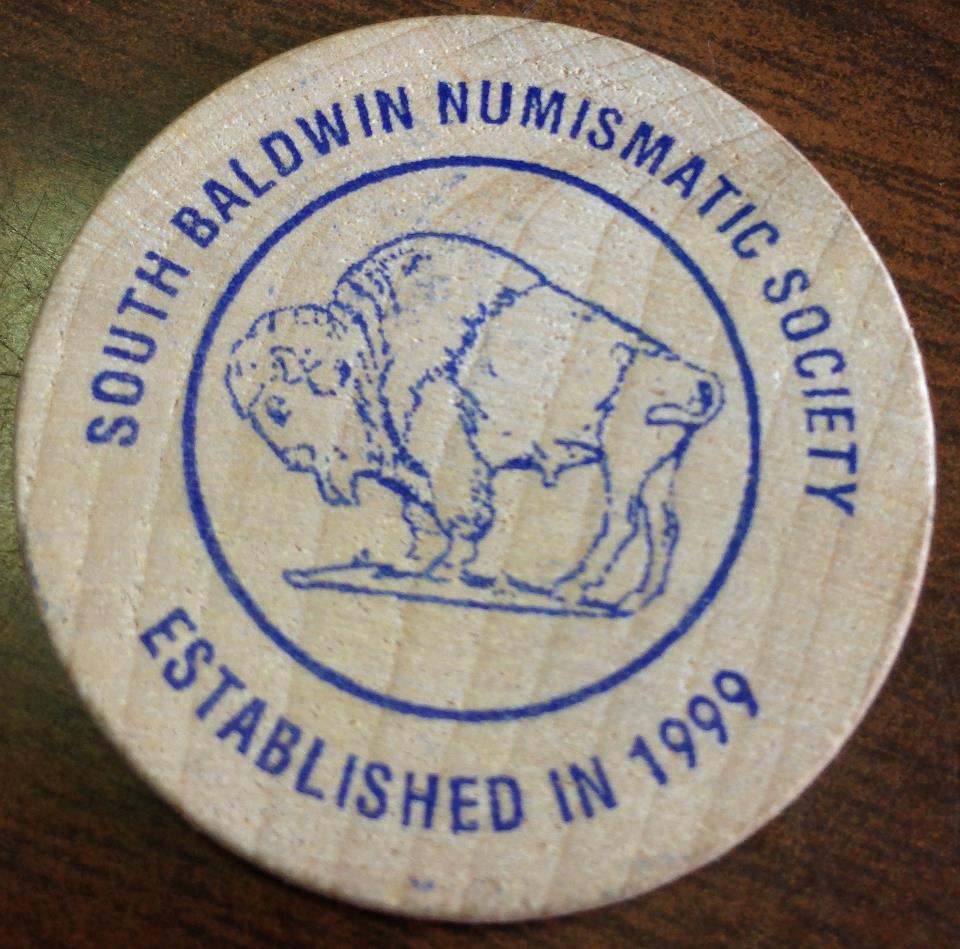 SOUTH BALDWIN NUMISMATIC SOCIETY
ESTABLISHED IN 1999